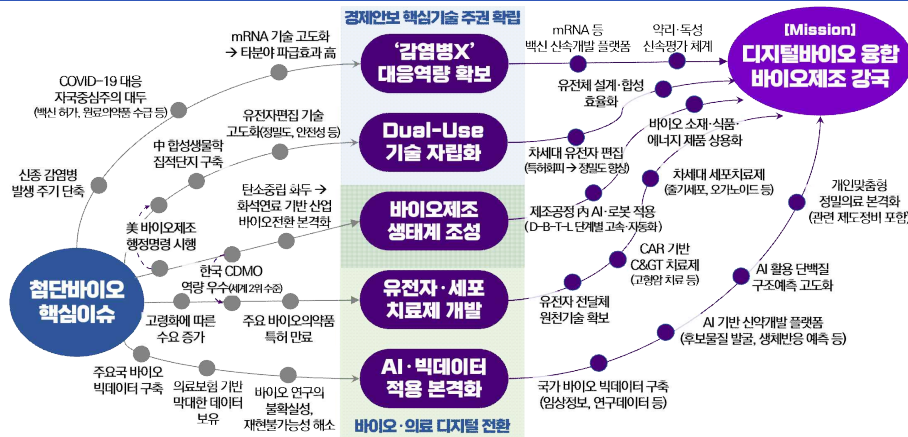 경제안보 핵심기술 주권 확립
mRNA 기술 고도화
→ 타분야 파급효과 高
COVID-19 대응
자국중심주의 대두
(백신 허가, 원료의약품 수급 등)
신종 감염병
발생 주기 단축
유전자편집 기술
고도화(정밀도, 안전성 등)
中 합성생물학
집적단지 구축
美 바이오제조
행정명령 시행
탄소중립 화두 →
화석연료 기반 산업
바이오전환 본격화
한국 CDMO
역량 우수(세계 2위 수준)
첨단바이오
핵심이슈
고령화에 따른
수요 증가
주요 바이오의약품
특허 만료
주요국 바이오
빅데이터 구축
의료보험 기반
막대한 데이터
보유
바이오 연구의
불확실성,
재현불가능성 해소
‘감염병X’
대응역량 확보
Dual-Use
기술 자립화
바이오제조
생태계 조성
유전자·세포
치료제 개발
AI·빅데이터
적용 본격화
바이오·의료 디지털 전환
mRNA 등
백신 신속개발 플랫폼
약리·독성
신속평가 체계
유전체 설계·합성
효율화
차세대 유전자 편집
(특허회피 → 정밀도 향상)
바이오 소재·식품·
에너지 제품 상용화
제조공정 內 AI·로봇 적용
(D-B-T-L 단계별 고속·자동화)
차세대 세포치료제
(줄기세포, 오가노이드 등)
CAR 기반
C&GT 치료제
(고형암 치료 등)
유전자 전달체
원천기술 확보
개인맞춤형
정밀의료 본격화
(관련 제도정비 포함)
AI 활용 단백질
구조예측 고도화
AI 기반 신약개발 플랫폼
(후보물질 발굴, 생체반응 예측 등)
국가 바이오 빅데이터 구축
(임상정보, 연구데이터 등)
[Mission]
디지털바이오 융합
바이오제조 강국